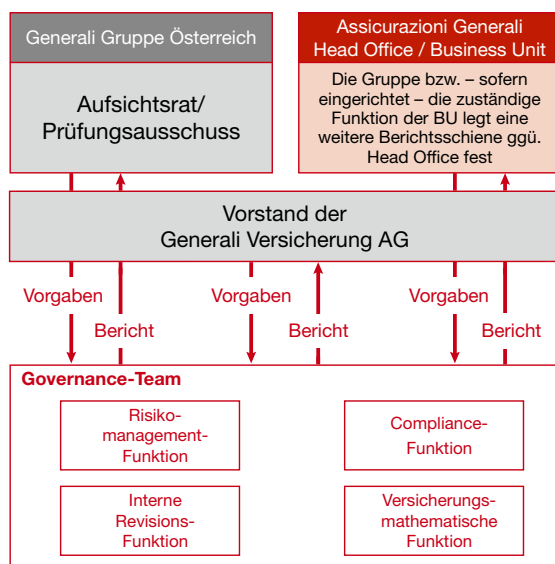 Generali Gruppe Österreich
Aufsichtsrat/
Prüfungsausschuss
Assicurazioni Generali
Head Office / Business Unit
Die Gruppe bzw. – sofern
eingerichtet – die zuständige
Funktion der BU legt eine
weitere Berichtsschiene ggü.
Head Office fest
Vorstand der
Generali Versicherung AG
Vorgaben
Bericht
Vorgaben
Bericht
Vorgaben
Bericht
Governance-Team
Risiko-
management-
Funktion
Compliance-
Funktion
Interne
Revisions-
Funktion
Versicherungs-
mathematische
Funktion